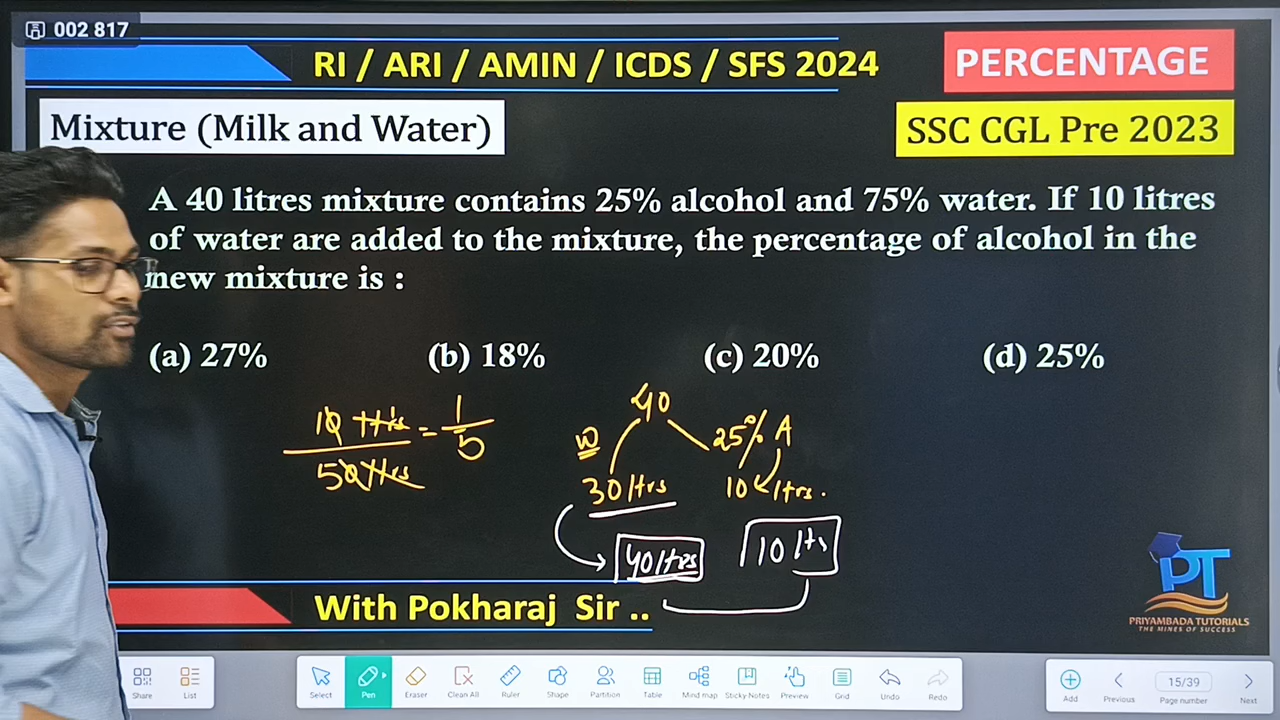 002 817
RI / ARI / AMIN / ICDS / SFS 2024
PERCENTAGE
Mixture (Milk and Water)
SSC CGL Pre 2023
A 40 litres mixture contains 25% alcohol and 75% water. If 10 litres
of water are added to the mixture, the percentage of alcohol in the
new mixture is :
(a) 27% (b) 18% (c) 20% (d) 25%
40
10 ltrs = 1
50 ltrs 5
W 25% A
30 ltrs 10 ltrs.
40 ltrs 10 lts
With Pokharaj Sir ..
PT
PRIYAMBADA TUTORIALS
THE MINES OF SUCCESS
Share List Select Pen Eraser Clean All Ruler Shape Partition Table Mind map Sticky Notes Preview Grid Undo Redo Add Previous 15/39 Page number Next